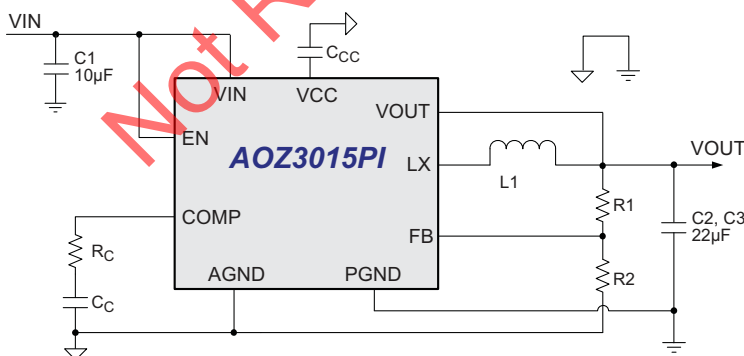 VIN
C1
10µF
CCC
VIN
VCC
EN
VOUT
AOZ3015PI
LX
L1
VOUT
COMP
R1
C2, C3
22µF
RC
FB
AGND
PGND
R2
CC
Not R